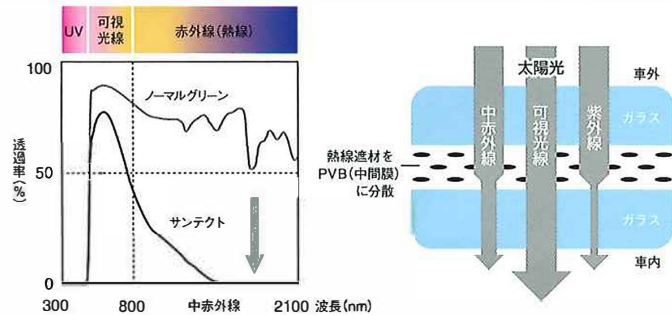 UV
可視
光線
赤外線(熱線)
100
ノーマルグリーン
透過率(%)
50
サンテクト
0
300
800
中赤外線
2100
波長(nm)
太陽光
車外
中赤外線
可視光線
紫外線
ガラス
熱線遮材を
PVB(中間膜)
に分散
ガラス
車内